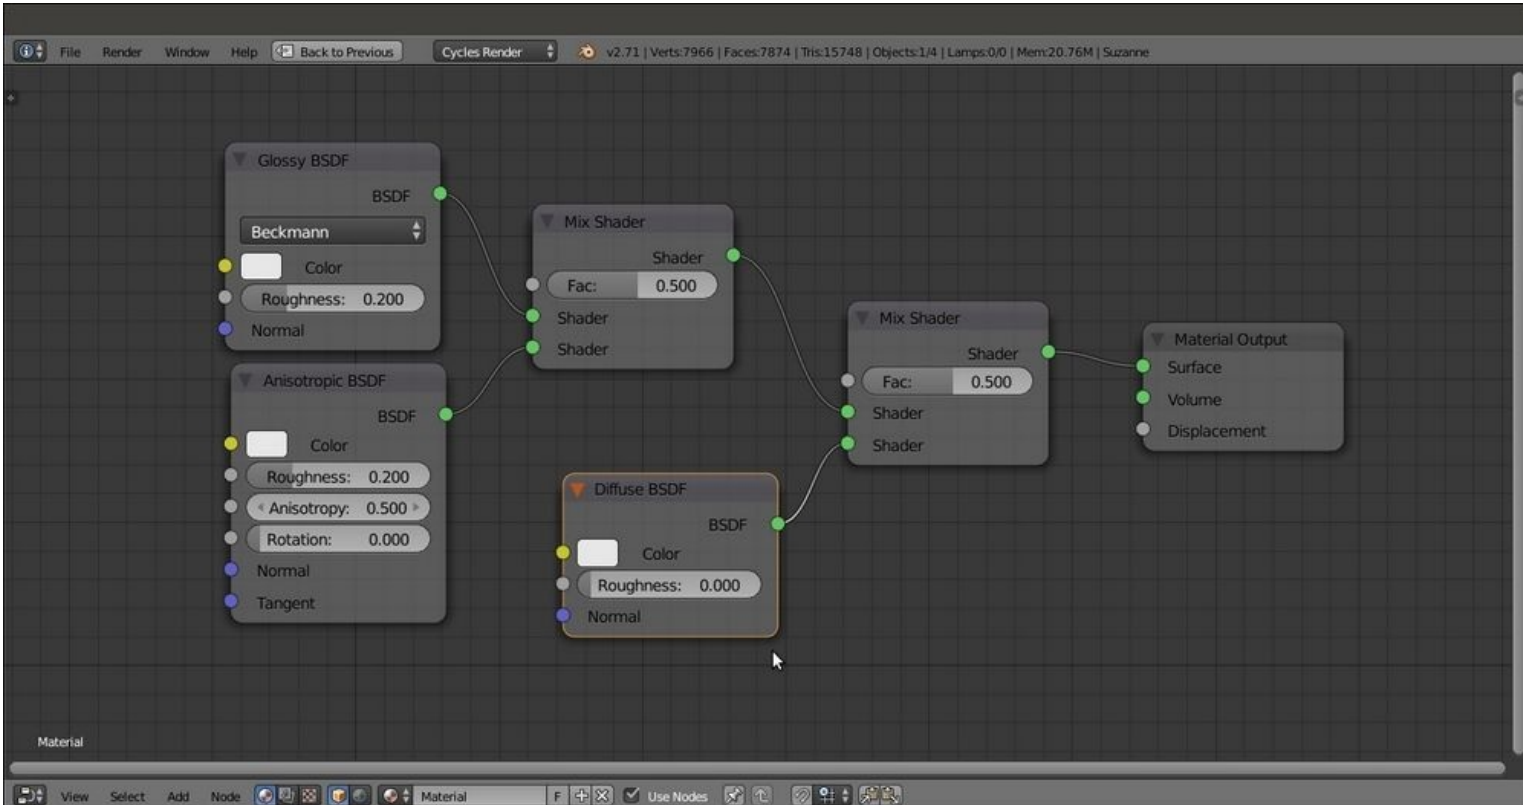 File Render Window Help Back to Previous Cycles Render v2.71 | Verts:7966 | Faces:7874 | Tris:15748 | Objects:1/4 | Lamps:0/0 | Mem:20.76M | Suzanne
Glossy BSDF
BSDF
Beckmann
Color
Roughness: 0.200
Normal
Anisotropic BSDF
BSDF
Color
Roughness: 0.200
Anisotropy: 0.500
Rotation: 0.000
Normal
Tangent
Mix Shader
Shader
Fac: 0.500
Shader
Shader
Diffuse BSDF
BSDF
Color
Roughness: 0.000
Normal
Mix Shader
Shader
Fac: 0.500
Shader
Shader
Material Output
Surface
Volume
Displacement
Material
View Select Add Node Material F Use Nodes